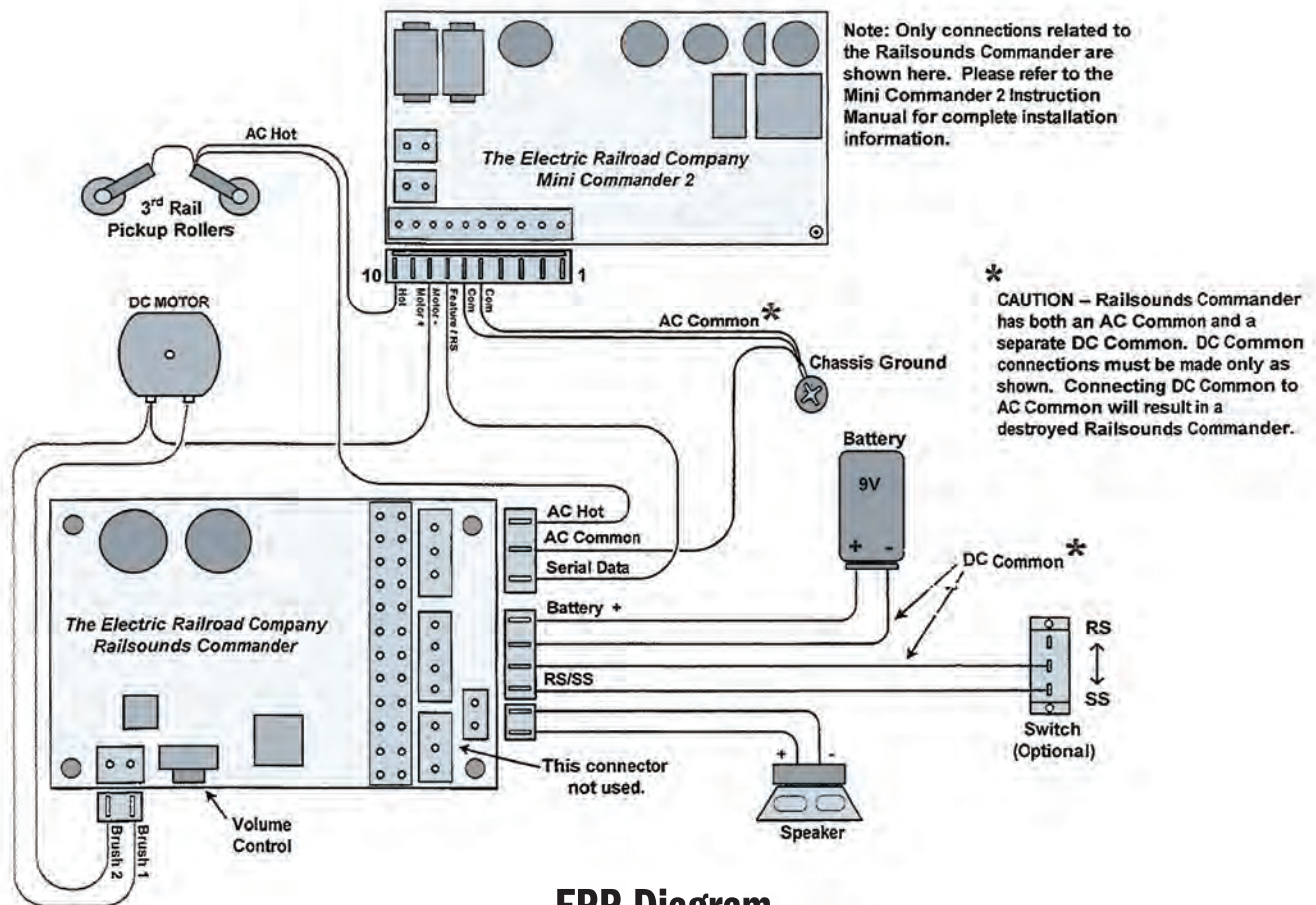 Note: Only connections related to
the Railsounds Commander are
shown here. Please refer to the
Mini Commander 2 Instruction
Manual for complete installation
information.
AC Hot
The Electric Railroad Company
Mini Commander 2
3rd Rail
Pickup Rollers
10
1
Hot
Motor +
Motor -
Feature / RS
Com
Com
DC MOTOR
AC Common *
Chassis Ground
*
CAUTION – Railsounds Commander
has both an AC Common and a
separate DC Common. DC Common
connections must be made only as
shown. Connecting DC Common to
AC Common will result in a
destroyed Railsounds Commander.
Battery
9V
+ -
AC Hot
AC Common
Serial Data
DC Common *
Battery +
The Electric Railroad Company
Railsounds Commander
RS/SS
RS
SS
Switch
(Optional)
+ -
This connector
not used.
Speaker
Volume
Control
Brush 2
Brush 1
ERR Diagram